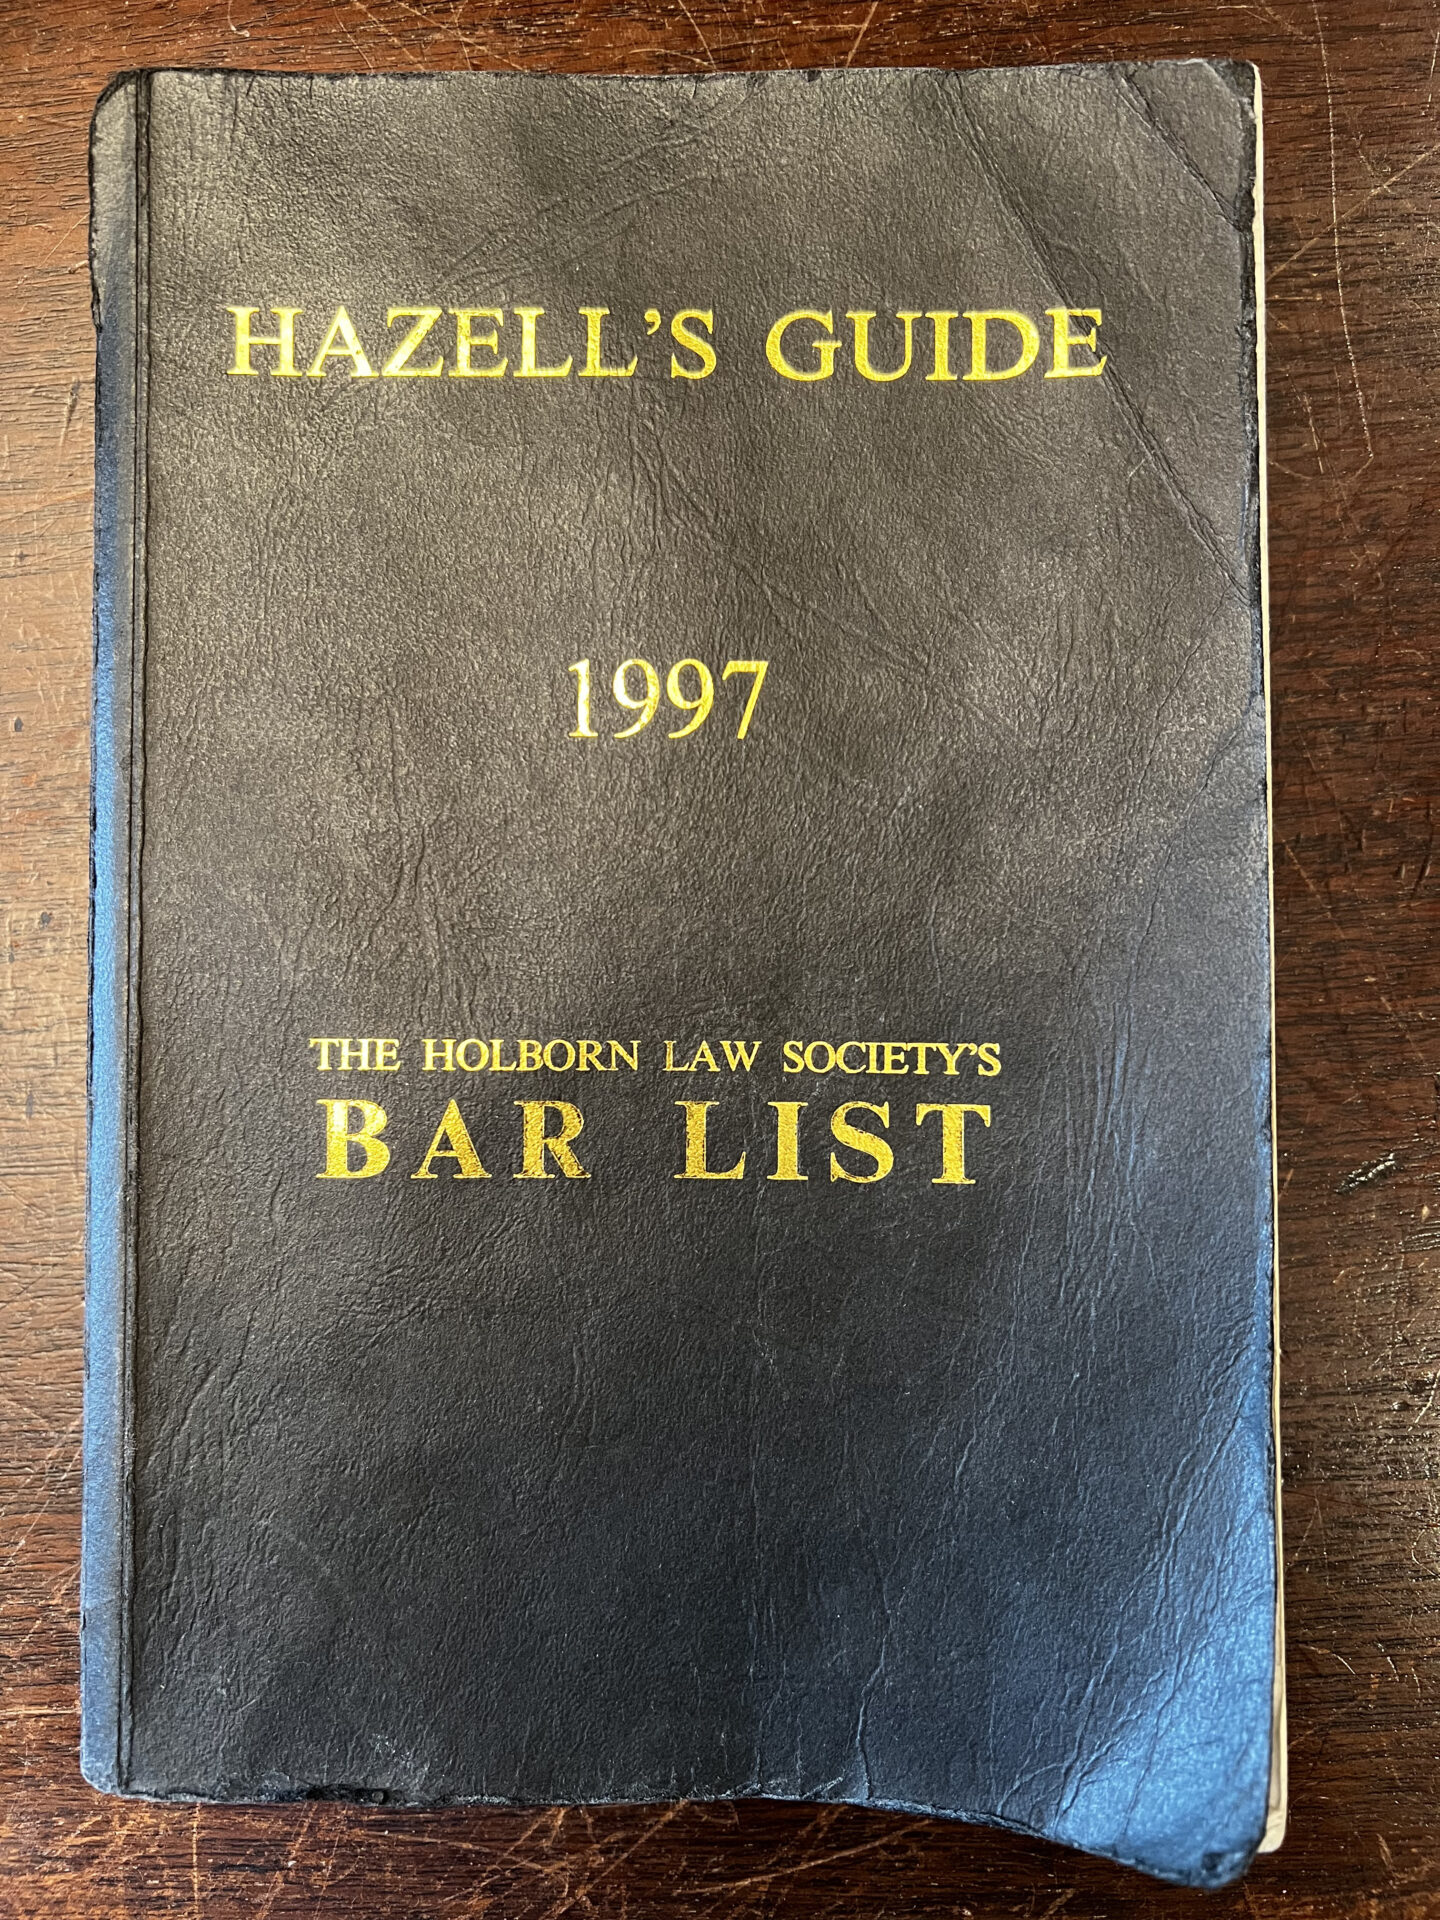 HAZELL'S GUIDE
1997
THE HOLBORN LAW SOCIETY'S
BAR LIST